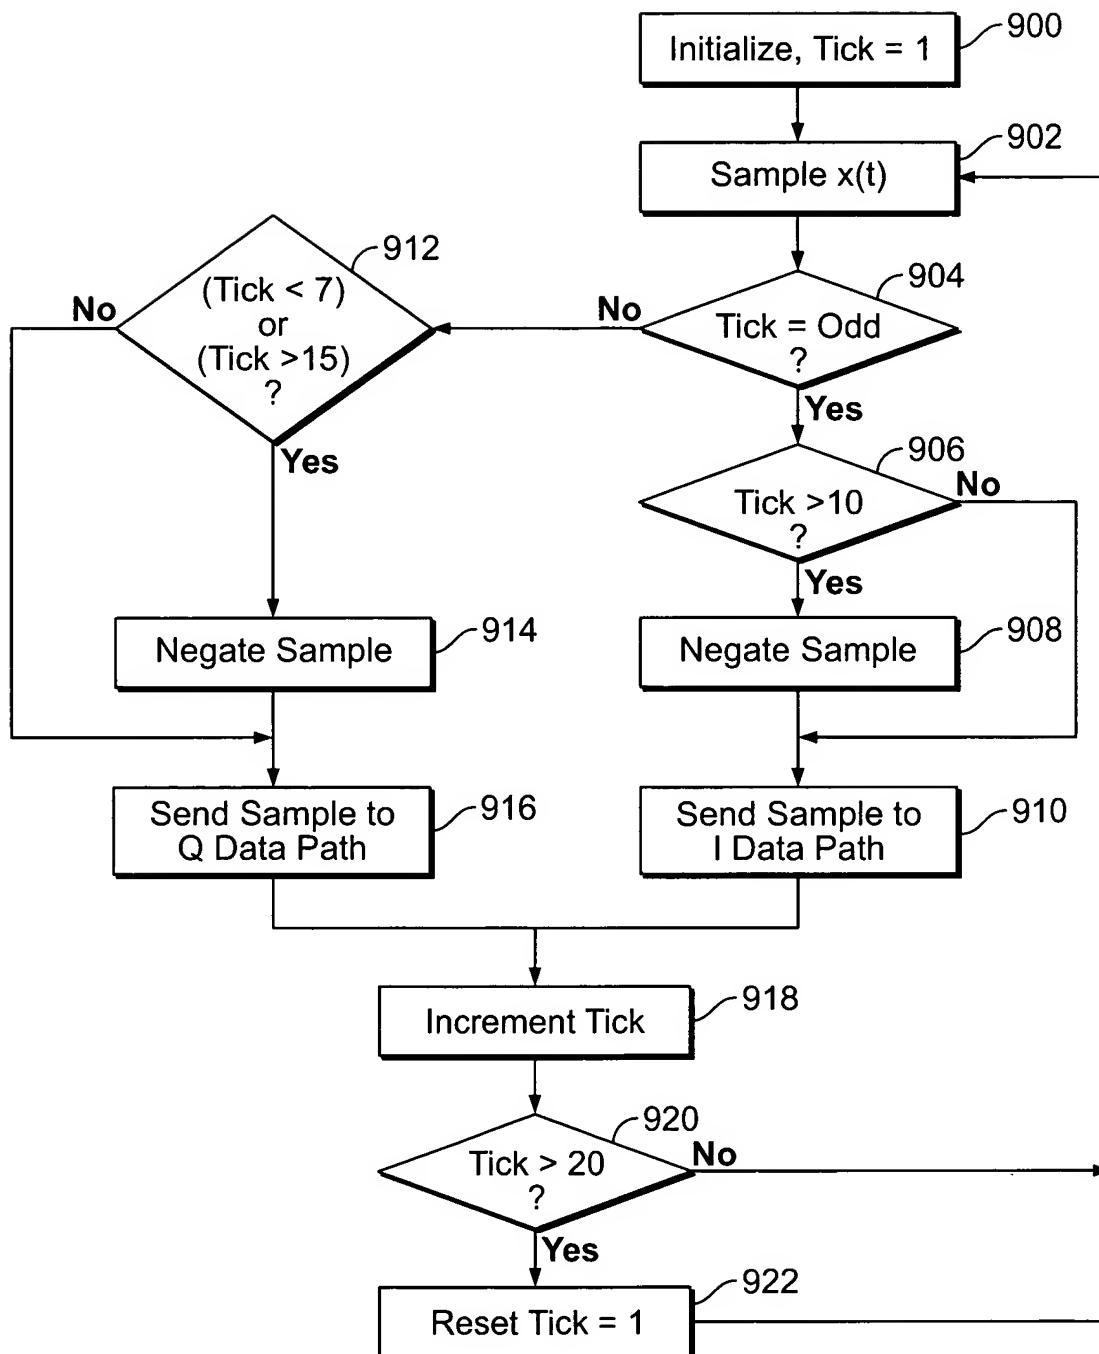 Initialize, Tick = 1
900
Sample x(t)
902
Tick = Odd
?
904
No
Yes
(Tick < 7)
or
(Tick >15)
?
912
No
Yes
Tick >10
?
906
No
Yes
Negate Sample
914
Negate Sample
908
Send Sample to
Q Data Path
916
Send Sample to
I Data Path
910
Increment Tick
918
Tick > 20
?
920
No
Yes
Reset Tick = 1
922